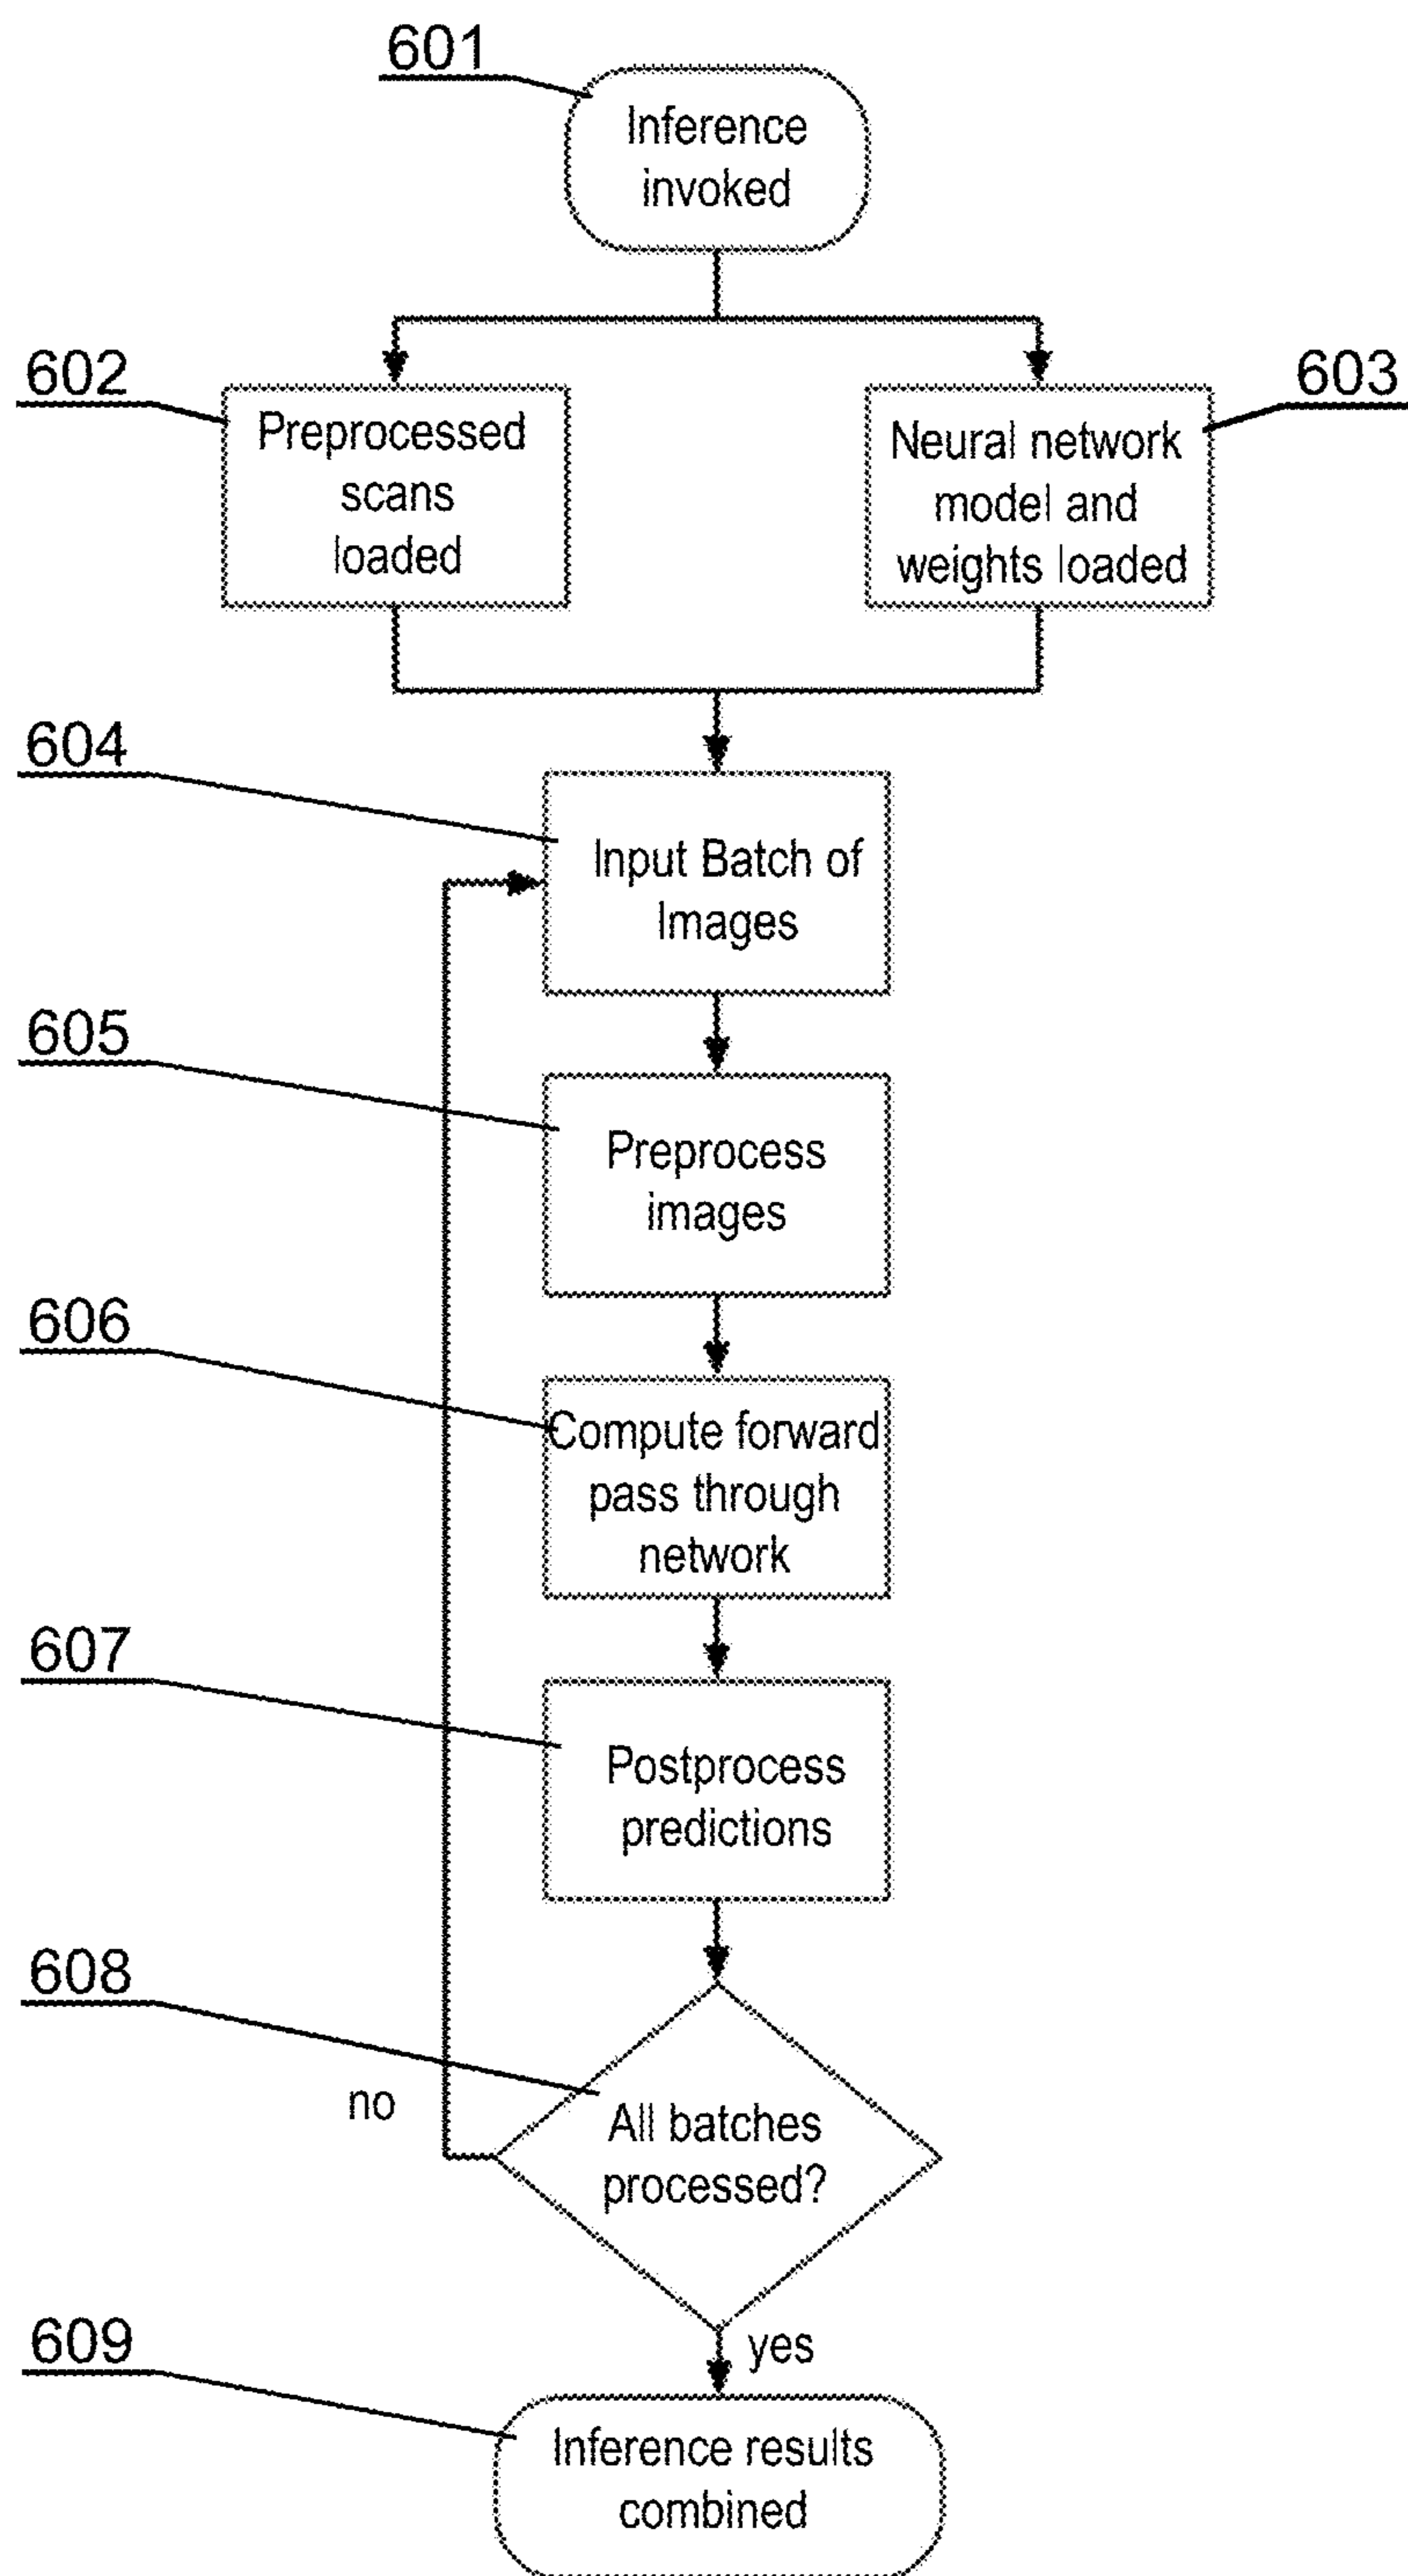 601
Inference
invoked
602
Preprocessed
scans
loaded
603
Neural network
model and
weights loaded
604
Input Batch of
Images
605
Preprocess
images
606
Compute forward
pass through
network
607
Postprocess
predictions
608
no
All batches
processed?
yes
609
Inference results
combined